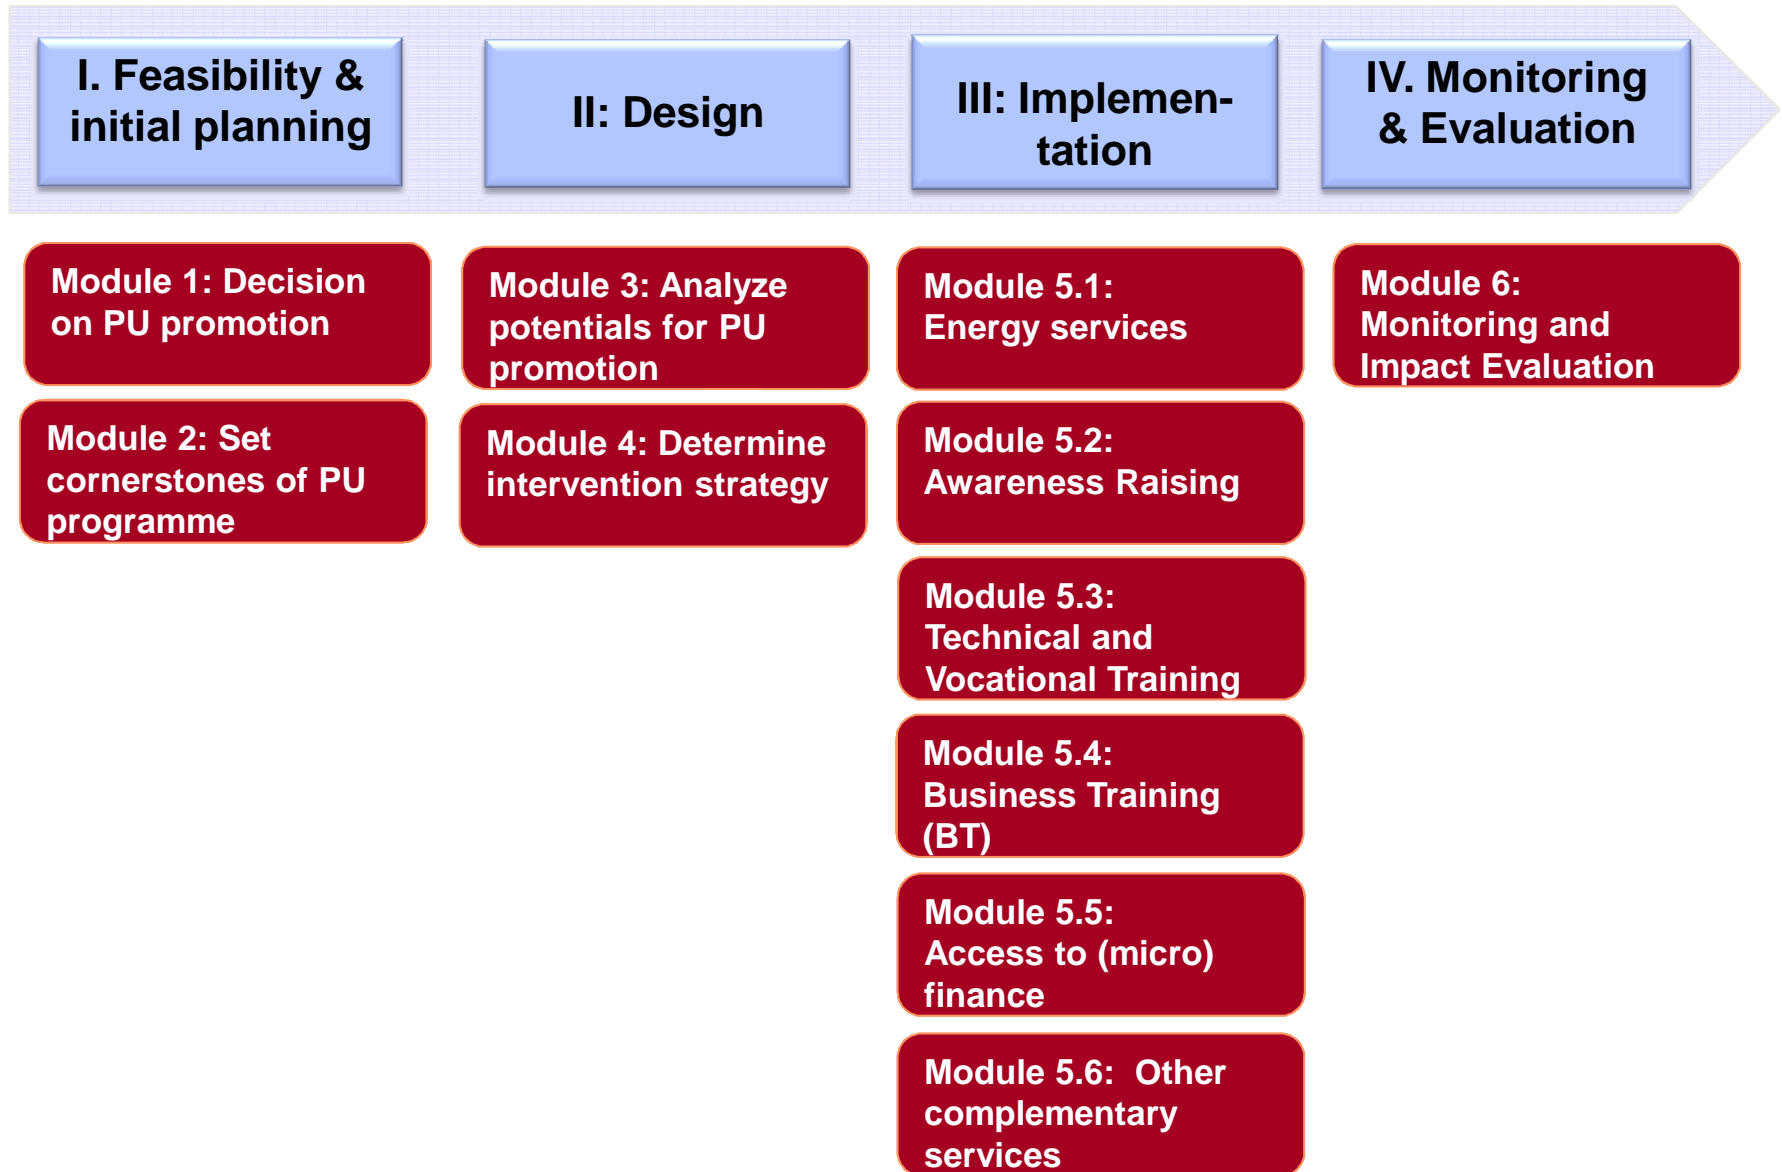 I. Feasibility &
initial planning
II: Design
III: Implemen-
tation
IV. Monitoring
& Evaluation
Module 1: Decision
on PU promotion
Module 2: Set
cornerstones of PU
programme
Module 3: Analyze
potentials for PU
promotion
Module 4: Determine
intervention strategy
Module 5.1:
Energy services
Module 5.2:
Awareness Raising
Module 5.3:
Technical and
Vocational Training
Module 5.4:
Business Training
(BT)
Module 5.5:
Access to (micro)
finance
Module 5.6:  Other
complementary
services
Module 6:
Monitoring and
Impact Evaluation